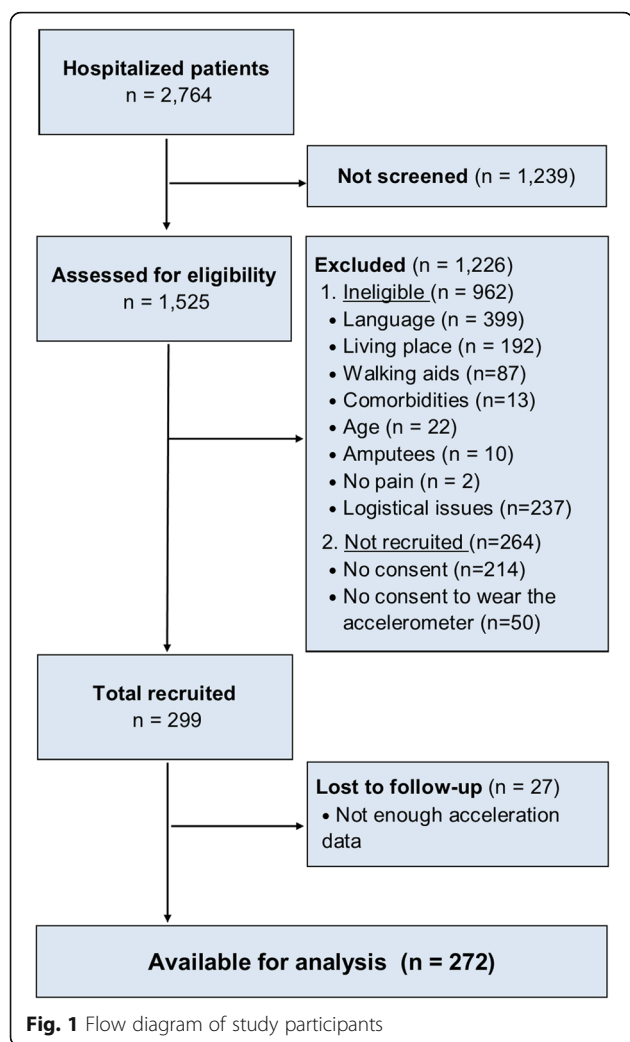 Hospitalized patients
n = 2,764
Not screened (n = 1,239)
Assessed for eligibility
n = 1,525
Excluded (n = 1,226)
1. Ineligible (n = 962)
• Language (n = 399)
• Living place (n = 192)
• Walking aids (n=87)
• Comorbidities (n=13)
• Age (n = 22)
• Amputees (n = 10)
• No pain (n = 2)
• Logistical issues (n=237)
2. Not recruited (n=264)
• No consent (n=214)
• No consent to wear the
accelerometer (n=50)
Total recruited
n = 299
Lost to follow-up (n = 27)
• Not enough acceleration
data
Available for analysis (n = 272)
Fig. 1 Flow diagram of study participants